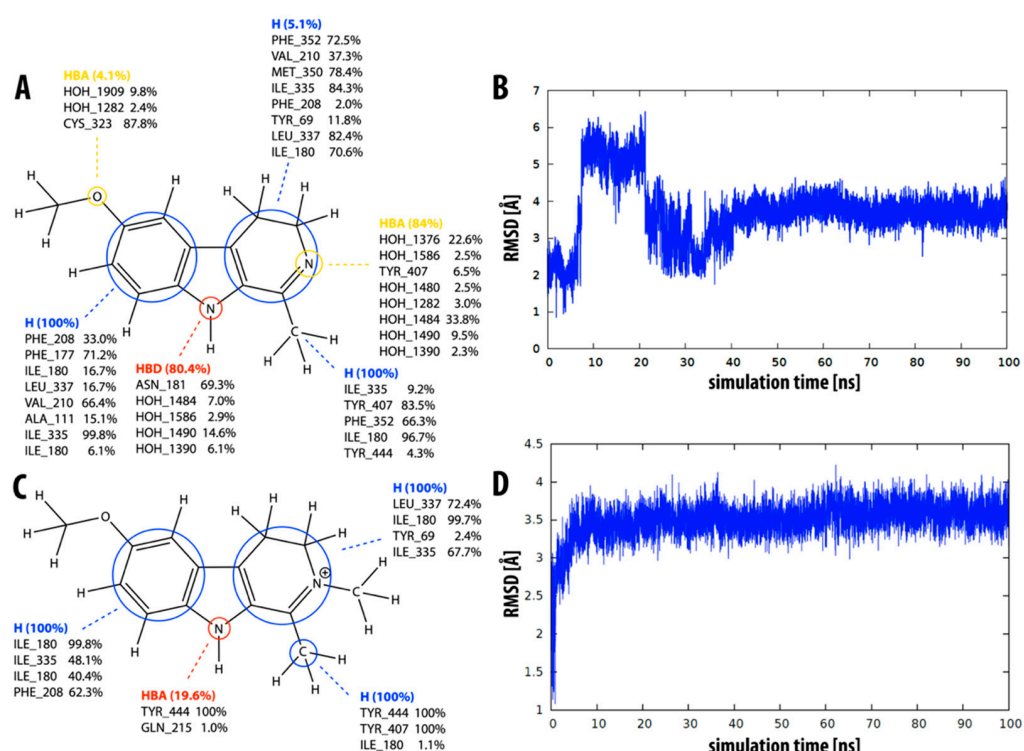 A
HBA (4.1%)
HOH_1909 9.8%
HOH_1282 2.4%
CYS_323 87.8%
H (5.1%)
PHE_352 72.5%
VAL_210 37.3%
MET_350 78.4%
ILE_335 84.3%
PHE_208 2.0%
TYR_69 11.8%
LEU_337 82.4%
ILE_180 70.6%
H
H
H
O
H
H
H
H
H
H
N
H
N
H
C
H
H
H
HBA (84%)
HOH_1376 22.6%
HOH_1586 2.5%
TYR_407 6.5%
HOH_1480 2.5%
HOH_1282 3.0%
HOH_1484 33.8%
HOH_1490 9.5%
HOH_1390 2.3%
H (100%)
PHE_208 33.0%
PHE_177 71.2%
ILE_180 16.7%
LEU_337 16.7%
VAL_210 66.4%
ALA_111 15.1%
ILE_335 99.8%
ILE_180 6.1%
HBD (80.4%)
ASN_181 69.3%
HOH_1484 7.0%
HOH_1586 2.9%
HOH_1490 14.6%
HOH_1390 6.1%
H (100%)
ILE_335 9.2%
TYR_407 83.5%
PHE_352 66.3%
ILE_180 96.7%
TYR_444 4.3%
B
RMSD [Å]
7
6
5
4
3
2
1
0
0 10 20 30 40 50 60 70 80 90 100
simulation time [ns]
C
H
H
H
O
H
H
H
H
H
H
N
⊕
C
H
H
H
H
N
H
C
H
H
H
H (100%)
LEU_337 72.4%
ILE_180 99.7%
TYR_69 2.4%
ILE_335 67.7%
H (100%)
ILE_180 99.8%
ILE_335 48.1%
ILE_180 40.4%
PHE_208 62.3%
HBA (19.6%)
TYR_444 100%
GLN_215 1.0%
H (100%)
TYR_444 100%
TYR_407 100%
ILE_180 1.1%
D
RMSD [Å]
4.5
4
3.5
3
2.5
2
1.5
1
0 10 20 30 40 50 60 70 80 90 100
simulation time [ns]